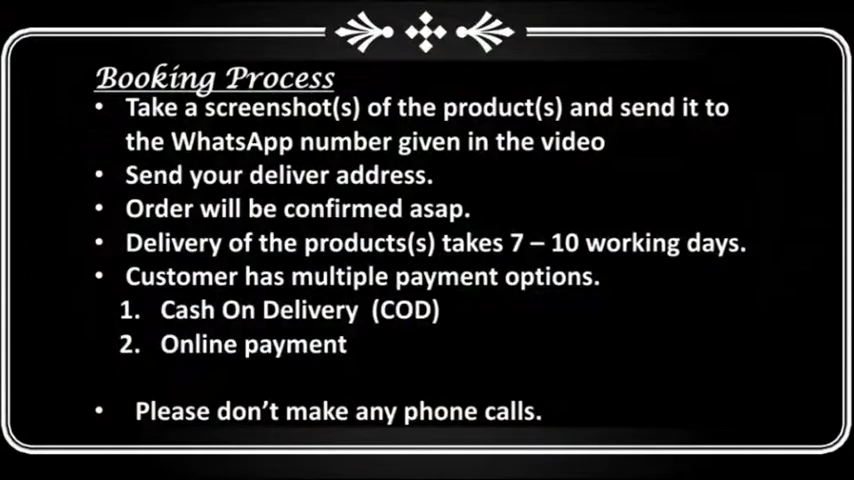 Booking Process
• Take a screenshot(s) of the product(s) and send it to
the WhatsApp number given in the video
• Send your deliver address.
• Order will be confirmed asap.
• Delivery of the products(s) takes 7 – 10 working days.
• Customer has multiple payment options.
1. Cash On Delivery (COD)
2. Online payment
• Please don't make any phone calls.